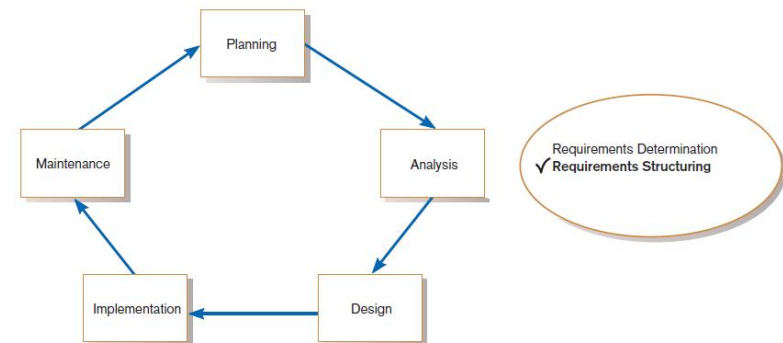 Planning
Maintenance
Analysis
Requirements Determination
✓ Requirements Structuring
Implementation
Design